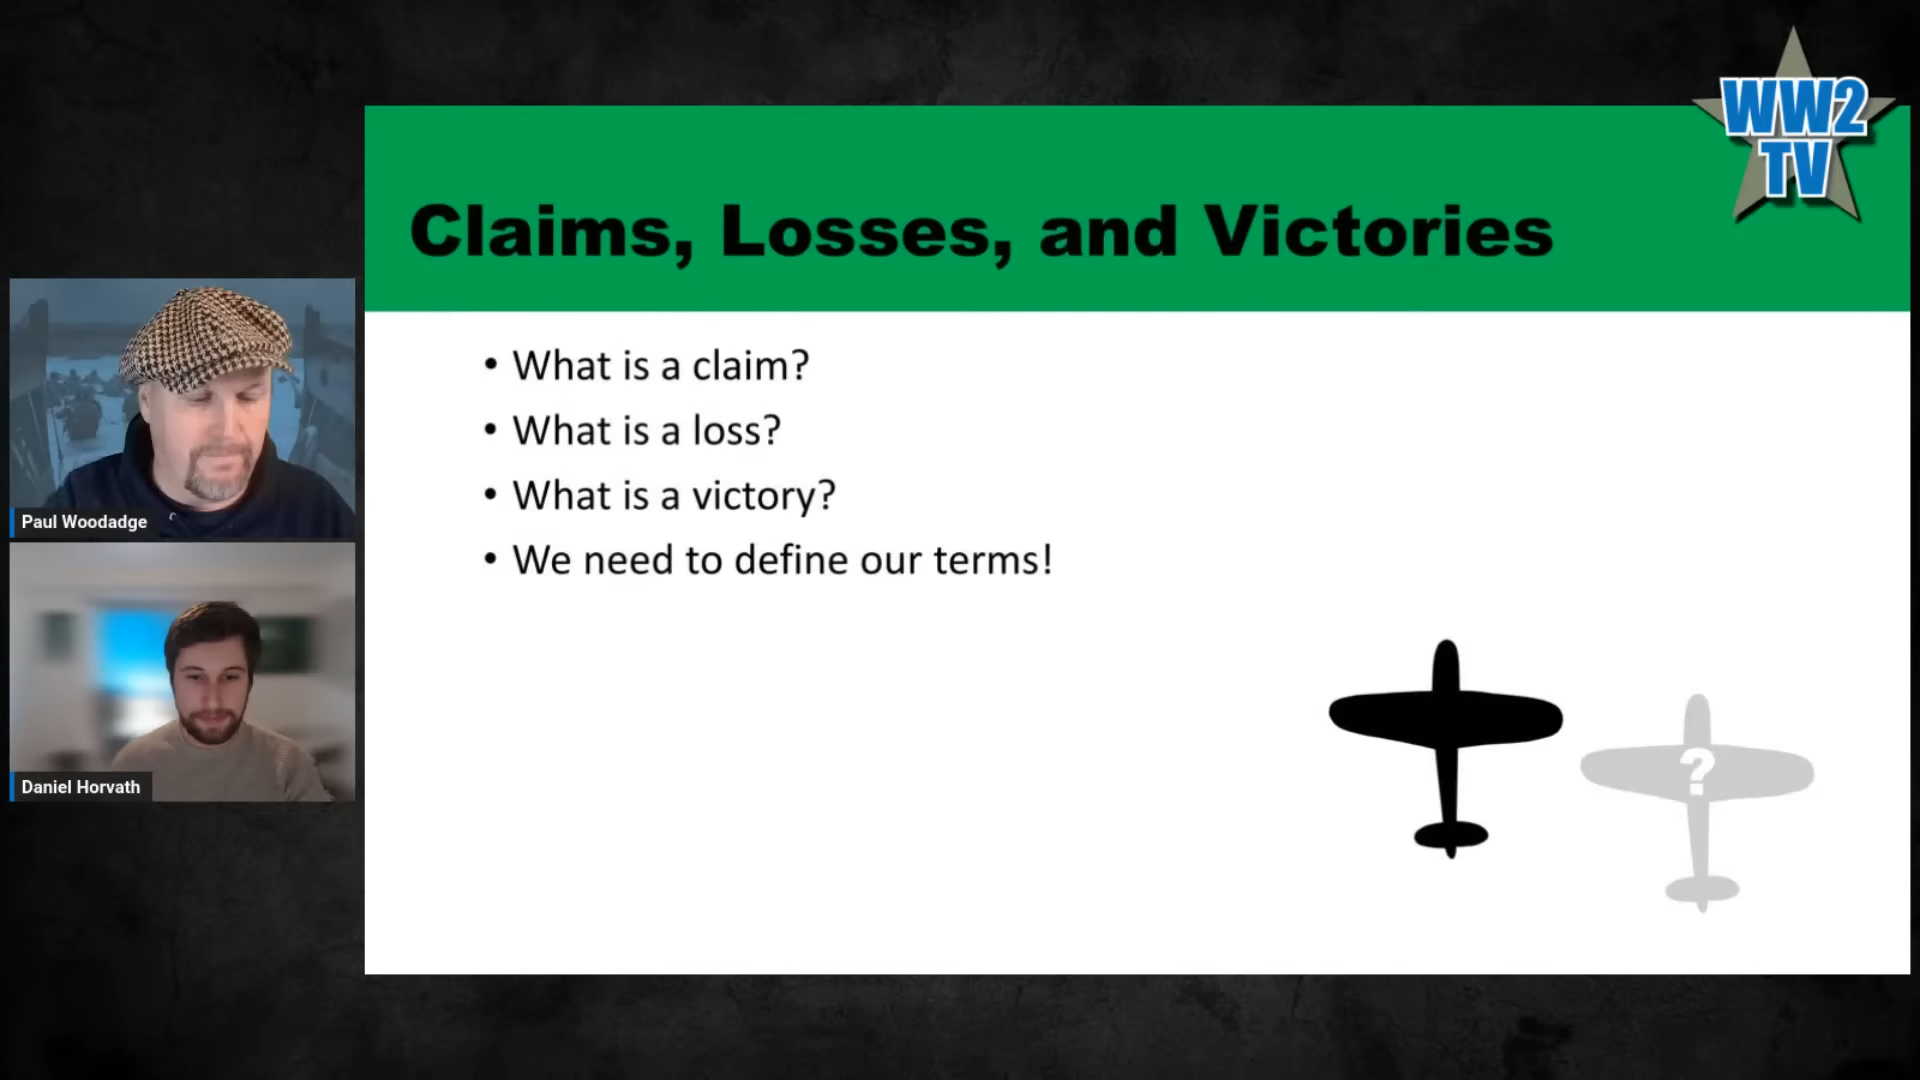 WW2
TV
Claims, Losses, and Victories
• What is a claim?
• What is a loss?
• What is a victory?
• We need to define our terms!
?
Paul Woodadge
Daniel Horvath